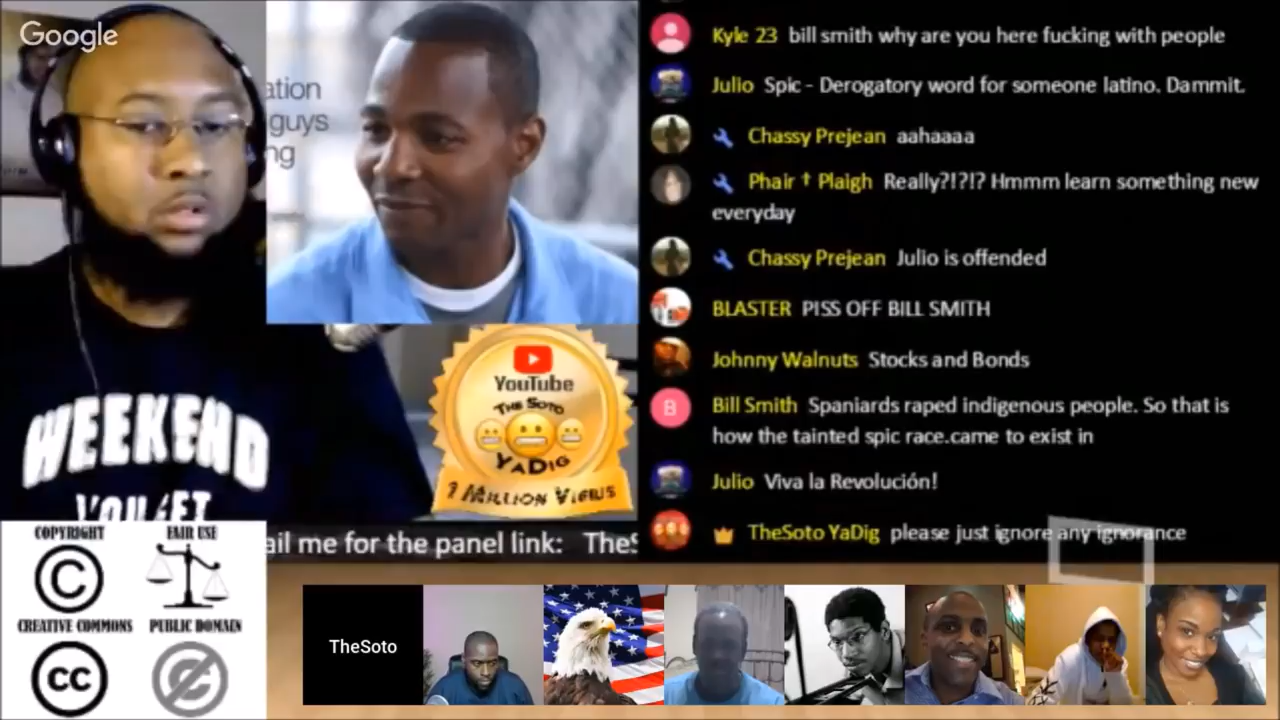 Google
ation
guys
ng
WEEKEND
YOU GET
YouTube
The Soto
YaDig
1 Million Views
ail me for the panel link: TheS
COPYRIGHT
FAIR USE
CREATIVE COMMONS
PUBLIC DOMAIN
Kyle 23 bill smith why are you here fucking with people
Julio Spic - Derogatory word for someone latino. Dammit.
Chassy Prejean aahaaaa
Phair † Plaigh Really?!?!? Hmmm learn something new
everyday
Chassy Prejean Julio is offended
BLASTER PISS OFF BILL SMITH
Johnny Walnuts Stocks and Bonds
B Bill Smith Spaniards raped indigenous people. So that is
how the tainted spic race.came to exist in
Julio Viva la Revolución!
TheSoto YaDig please just ignore any ignorance
TheSoto